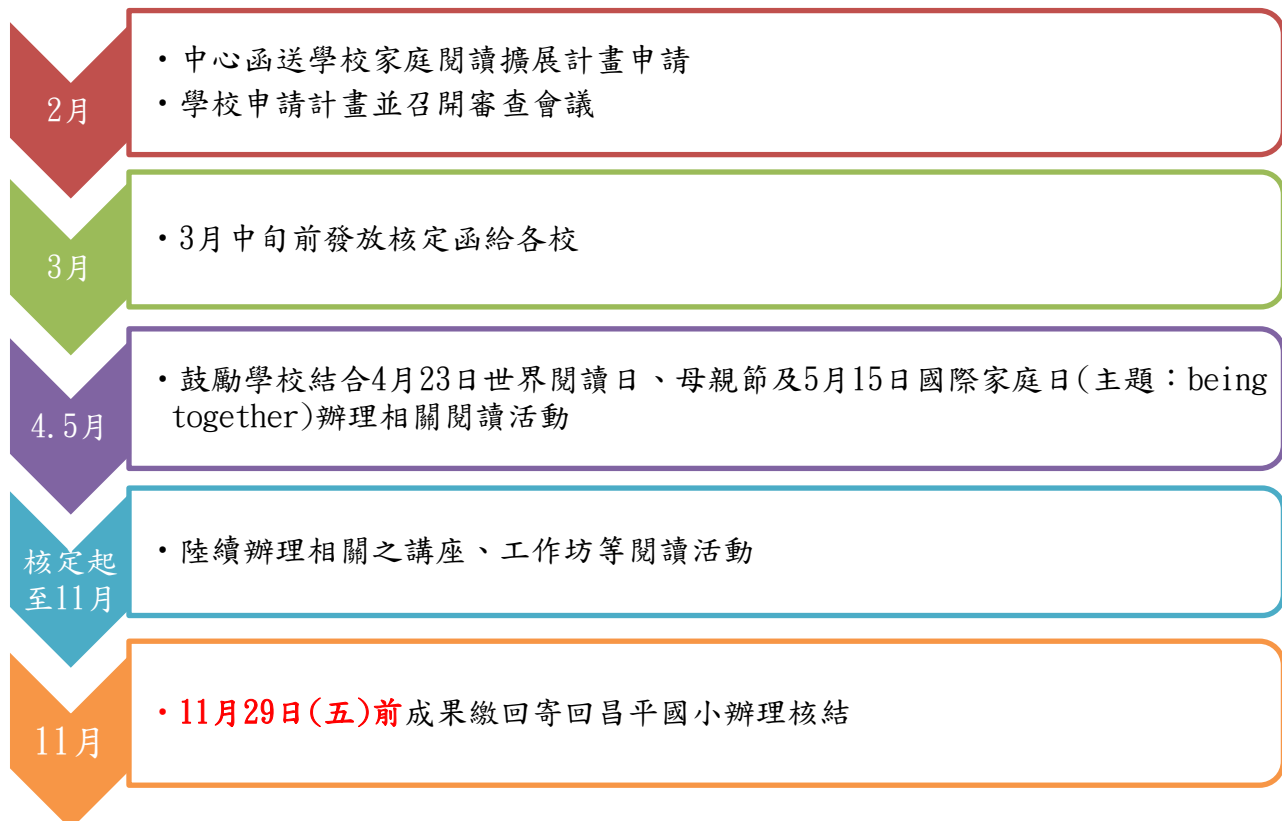 2月
・中心函送學校家庭閱讀擴展計畫申請
・學校申請計畫並召開審查會議
3月
・3月中旬前發放核定函給各校
4.5月
・鼓勵學校結合4月23日世界閱讀日、母親節及5月15日國際家庭日(主題：being
together)辦理相關閱讀活動
核定起
至11月
・陸續辦理相關之講座、工作坊等閱讀活動
11月
・11月29日(五)前成果繳回寄回昌平國小辦理核結